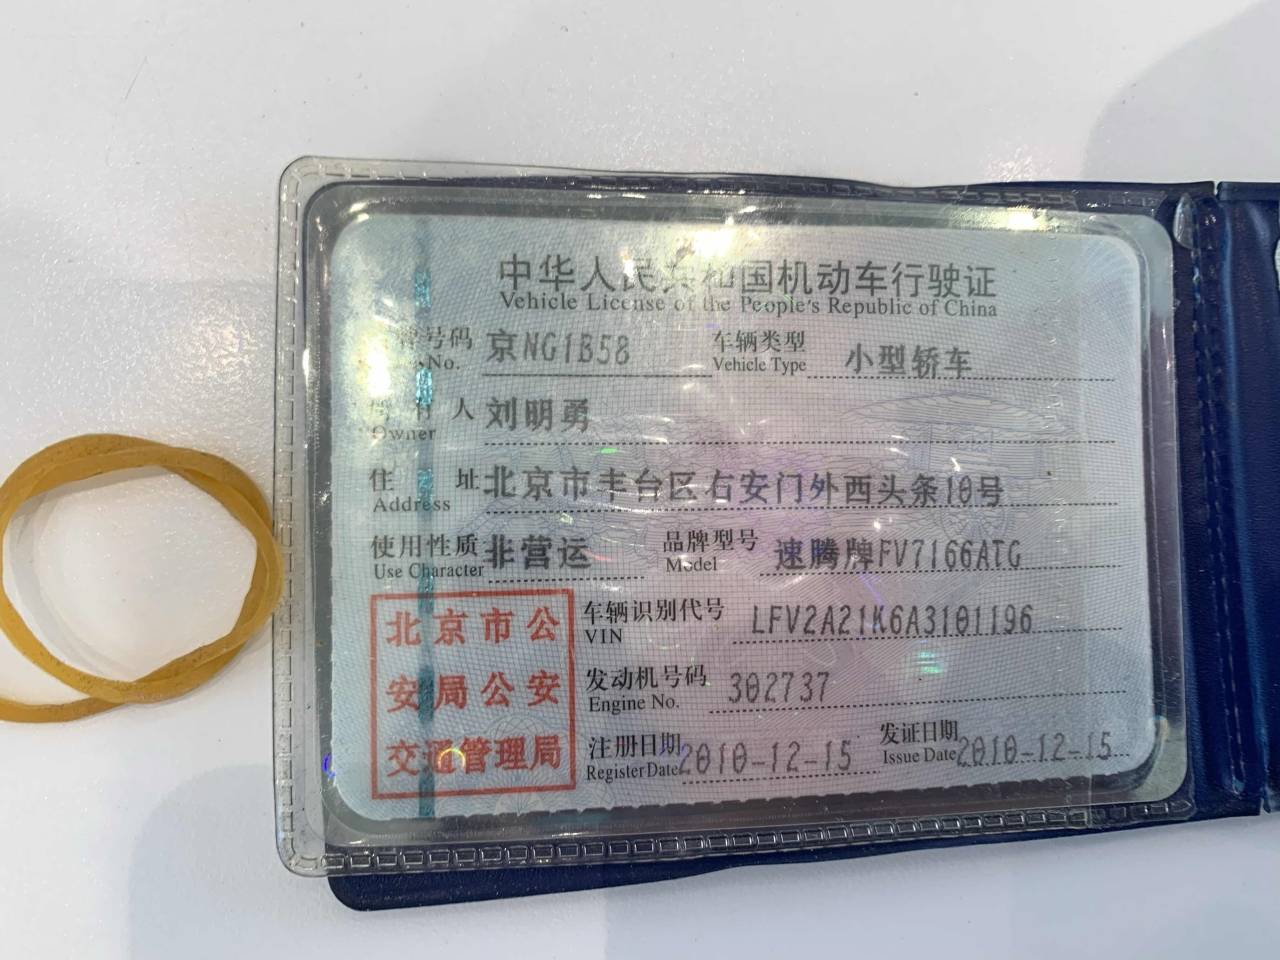 中华人民共和国机动车行驶证
Vehicle License of the People's Republic of China
号码 京NG1B58 车辆类型 小型轿车
No. Vehicle Type
人 刘明勇
Owner
住 址 北京市丰台区右安门外西头条10号
Address
使用性质 非营运 品牌型号 速腾牌FV7166ATG
Use Character Model
北京市公
安局公安
交通管理局
车辆识别代号 LFV2A21K6A3101196
VIN
发动机号码 302737
Engine No.
注册日期 2010-12-15 发证日期 2010-12-15
Register Date Issue Date